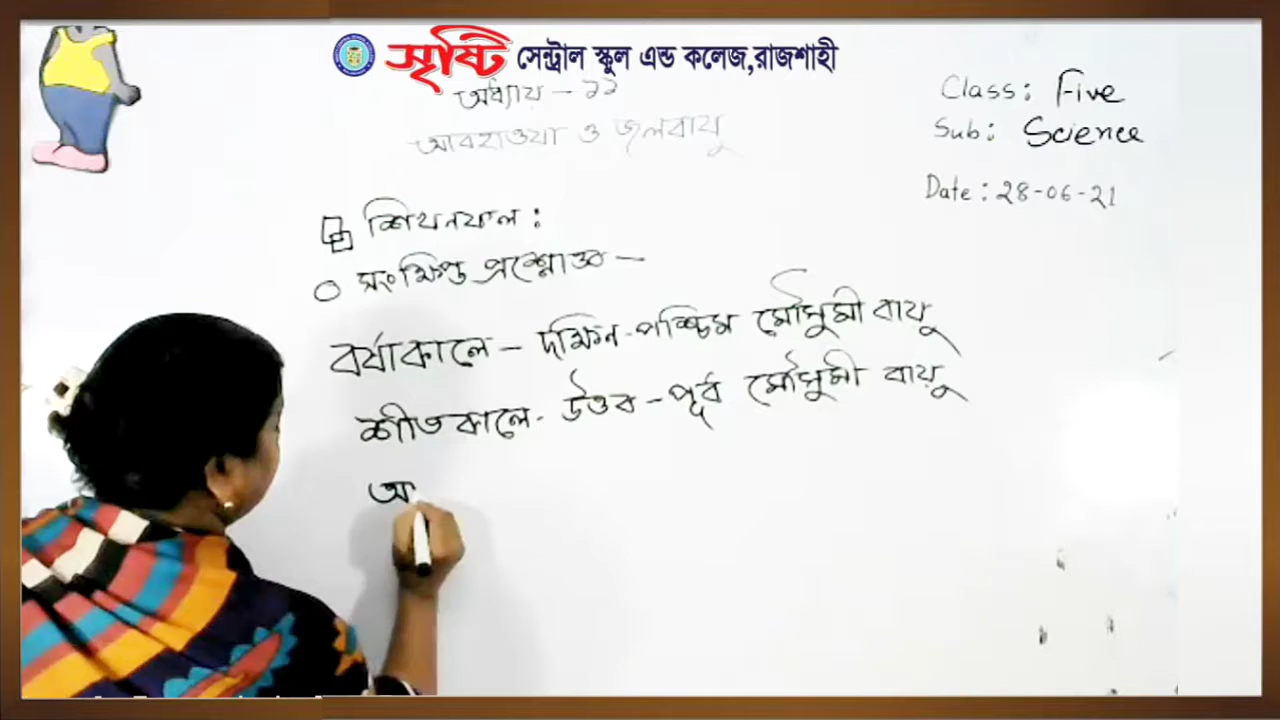 সৃষ্টি সেন্ট্রাল স্কুল এন্ড কলেজ,রাজশাহী
অধ্যায় - ১১
আবহাওয়া ও জলবায়ু
Class: Five
Sub: Science
Date: 28-06-21
শিখনফল:
সংক্ষিপ্ত প্রশ্নোত্তর -
বর্ষাকালে - দক্ষিন-পশ্চিম মৌসুমী বায়ু
শীতকালে - উত্তর - পূর্ব মৌসুমী বায়ু
অ